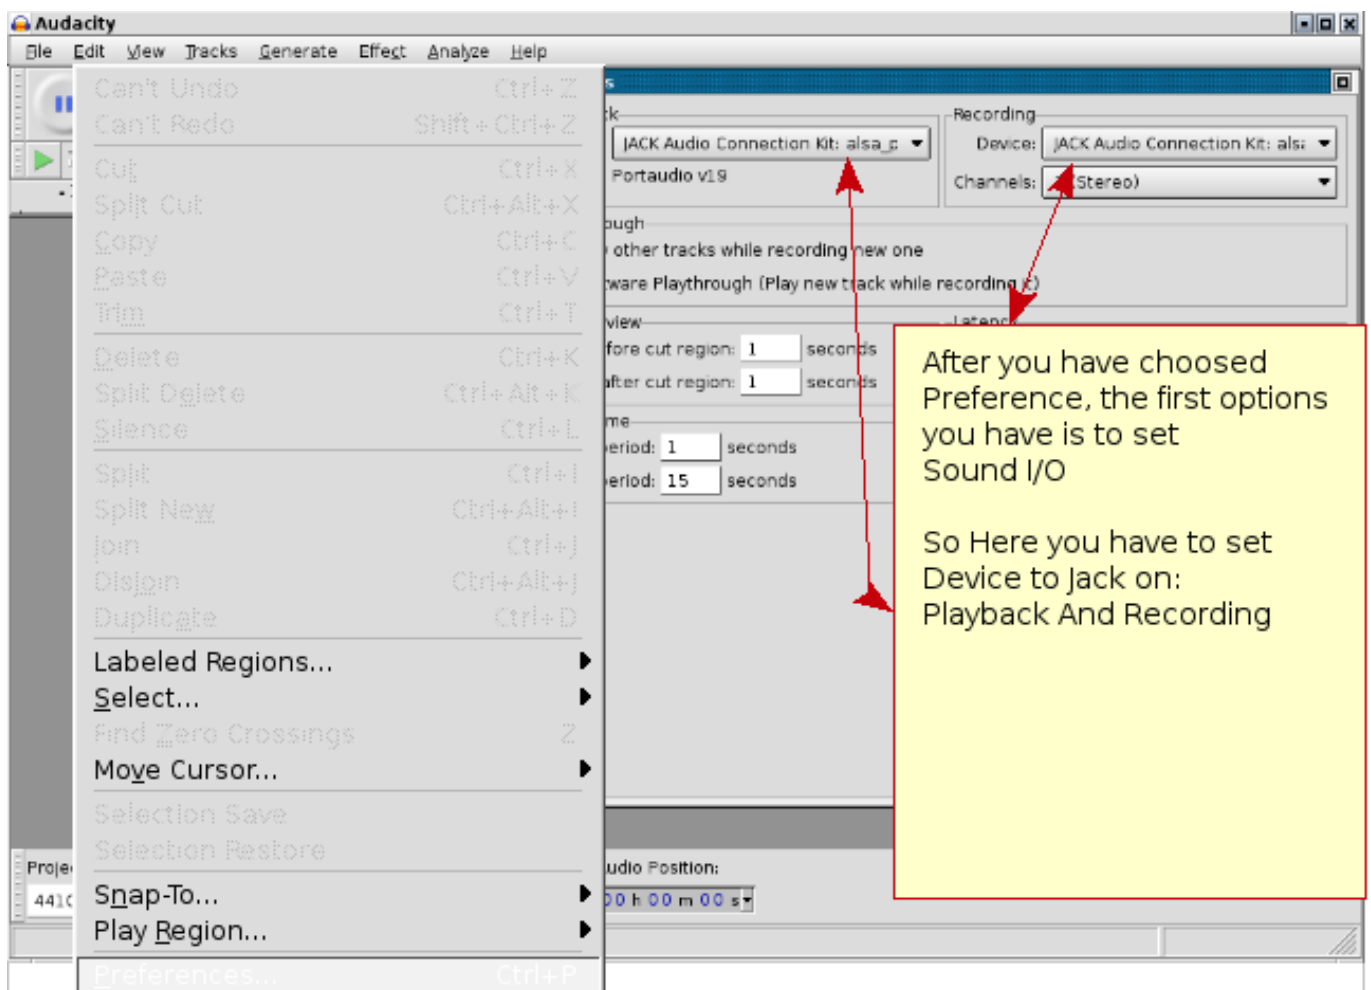 Audacity
File Edit View Tracks Generate Effect Analyze Help
Can't Undo Ctrl+Z
Can't Redo Shift+Ctrl+Z
Cut Ctrl+X
Split Cut Ctrl+Alt+X
Copy Ctrl+C
Paste Ctrl+V
Trim Ctrl+T
Delete Ctrl+K
Split Delete Ctrl+Alt+K
Silence Ctrl+L
Split Ctrl+I
Split New Ctrl+Alt+I
Join Ctrl+J
Disjoin Ctrl+Alt+J
Duplicate Ctrl+D
Labeled Regions...
Select...
Find Zero Crossings Z
Move Cursor...
Selection Save
Selection Restore
Snap-To...
Play Region...
Preferences... Ctrl+P
Recording
JACK Audio Connection Kit: alsa_p
Device: JACK Audio Connection Kit: alsa
Portaudio v19
Channels: (Stereo)
other tracks while recording new one
ware Playthrough (Play new track while recording it)
view
Latency
fore cut region: 1 seconds
after cut region: 1 seconds
me
eriod: 1 seconds
eriod: 15 seconds
After you have choosed
Preference, the first options
you have is to set
Sound I/O
So Here you have to set
Device to Jack on:
Playback And Recording
Proje
udio Position:
4410
00 h 00 m 00 s